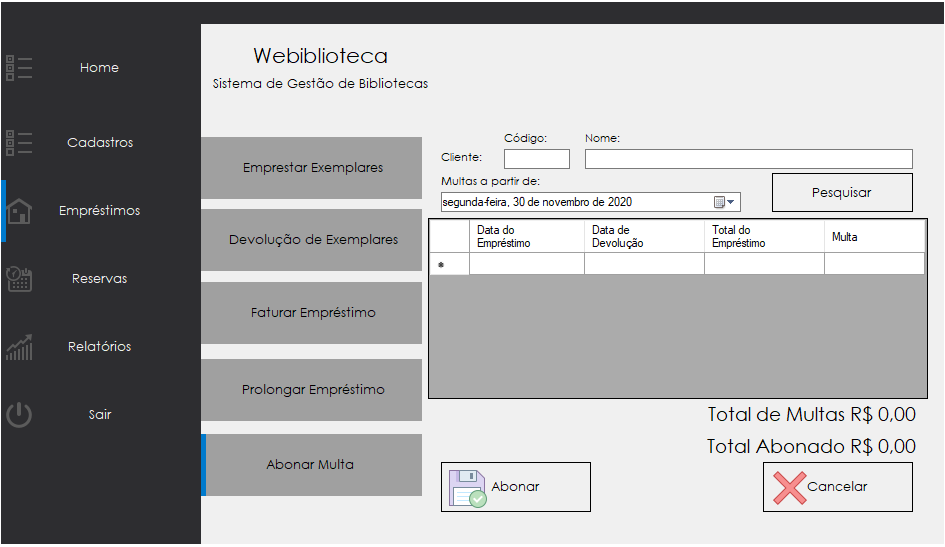 Webiblioteca
Sistema de Gestão de Bibliotecas
Home
Cadastros
Empréstimos
Reservas
Relatórios
Sair
Emprestar Exemplares
Devolução de Exemplares
Faturar Empréstimo
Prolongar Empréstimo
Abonar Multa
Código:
Nome:
Cliente:
Multas a partir de:
segunda-feira, 30 de novembro de 2020
Pesquisar
Data do
Empréstimo
Data de
Devolução
Total do
Empréstimo
Multa
*
Total de Multas R$ 0,00
Total Abonado R$ 0,00
Abonar
Cancelar